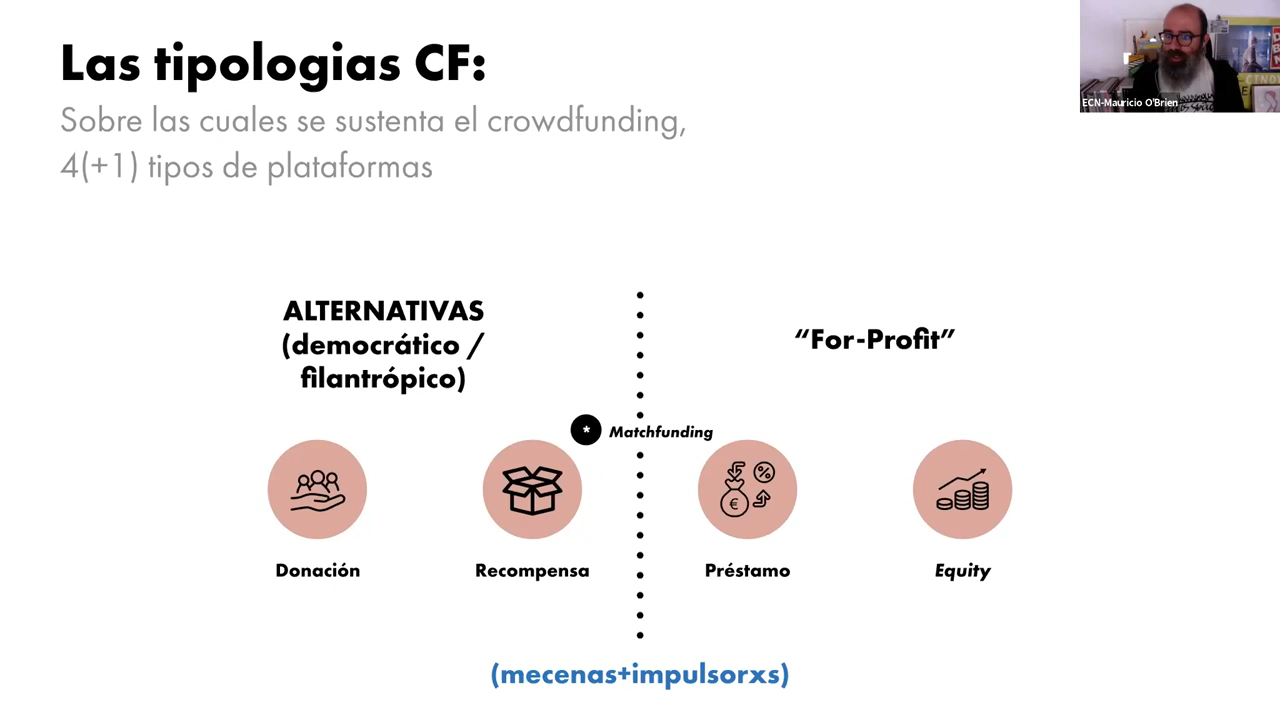 Las tipologias CF:
Sobre las cuales se sustenta el crowdfunding,
4(+1) tipos de plataformas
ECN-Mauricio O'Brien
ALTERNATIVAS
(democrático /
filantrópico)
“For-Profit”
* Matchfunding
% €
Donación
Recompensa
Préstamo
Equity
(mecenas+impulsorxs)